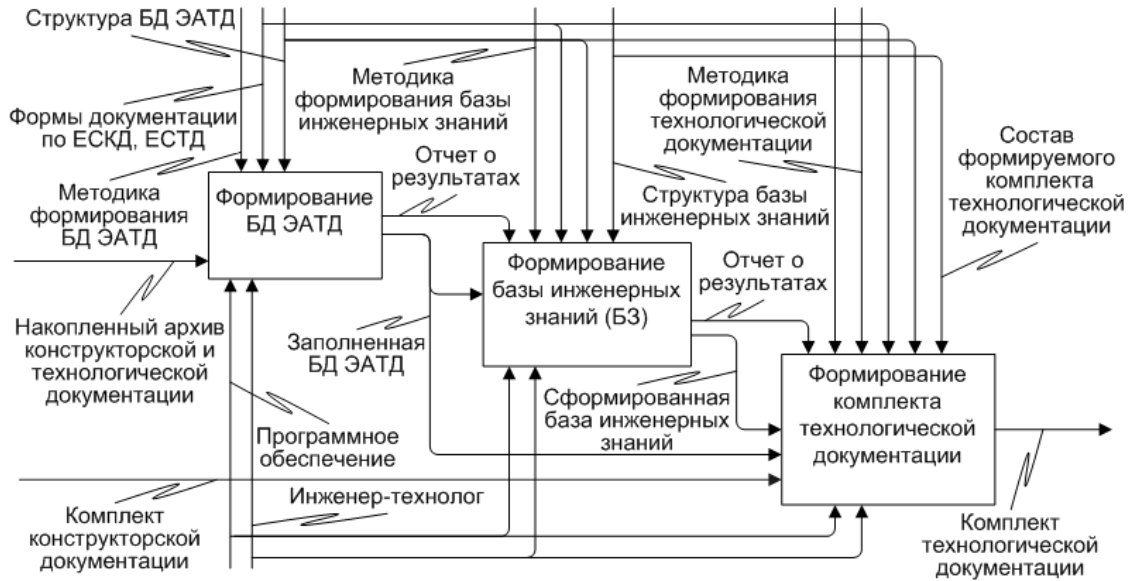 Структура БД ЭАТД
Формы документации
по ЕСКД, ЕСТД
Методика
формирования
БД ЭАТД
Накопленный архив
конструкторской и
технологической
документации
Комплект
конструкторской
документации
Формирование
БД ЭАТД
Методика
формирования базы
инженерных знаний
Отчет о
результатах
Заполненная
БД ЭАТД
Программное
обеспечение
Инженер-технолог
Формирование
базы инженерных
знаний (БЗ)
Методика
формирования
технологической
документации
Структура базы
инженерных знаний
Отчет о
результатах
Сформированная
база инженерных
знаний
Состав
формируемого
комплекта
технологической
документации
Формирование
комплекта
технологической
документации
Комплект
технологической
документации